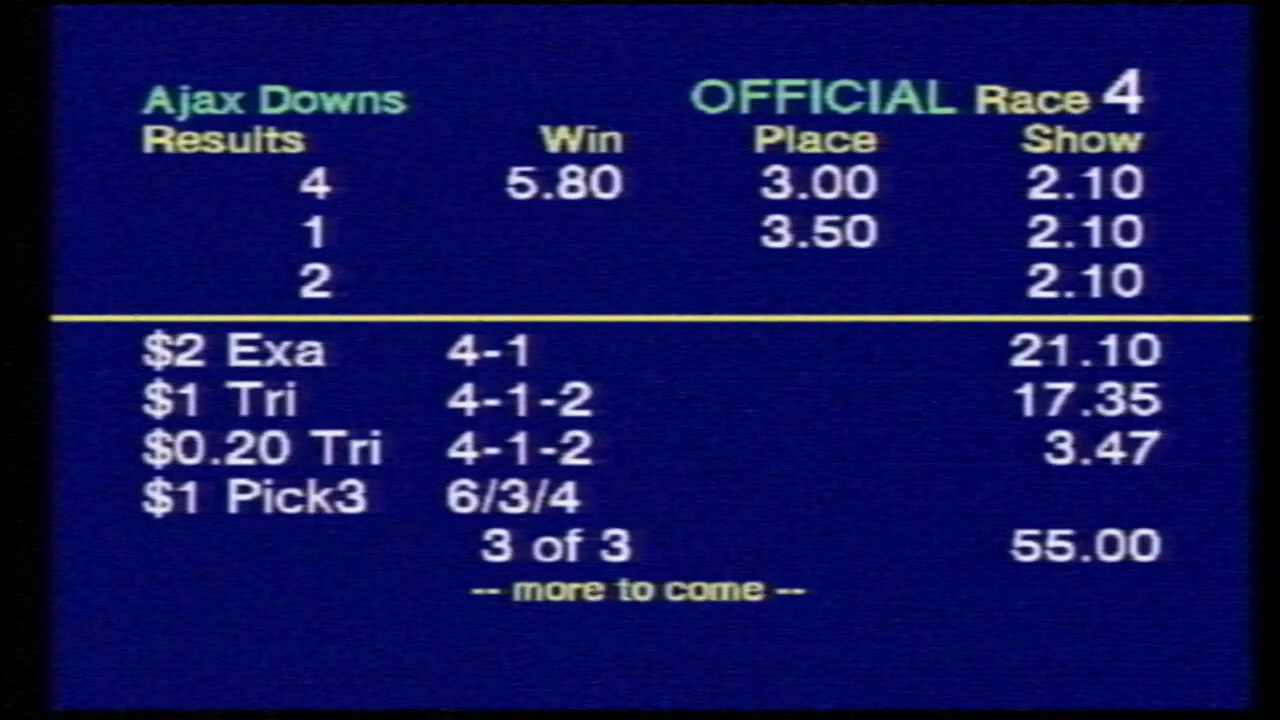 Ajax Downs OFFICIAL Race 4
Results Win Place Show
4 5.80 3.00 2.10
1 3.50 2.10
2 2.10
$2 Exa 4-1 21.10
$1 Tri 4-1-2 17.35
$0.20 Tri 4-1-2 3.47
$1 Pick3 6/3/4
3 of 3 55.00
-- more to come --